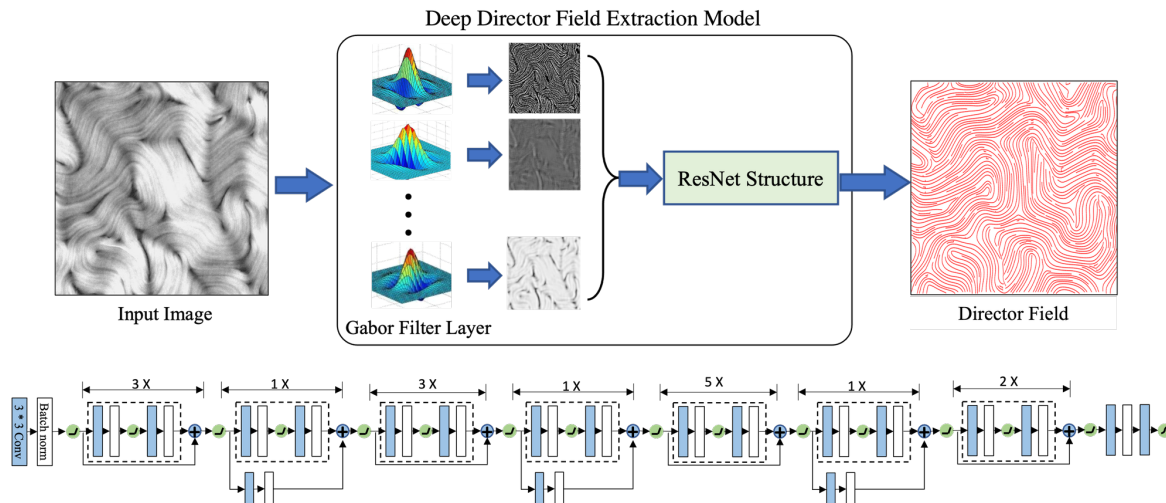 Deep Director Field Extraction Model
ResNet Structure
Input Image
Gabor Filter Layer
Director Field
3 * 3 Conv
Batch norm
3 X
1 X
3 X
1 X
5 X
1 X
2 X